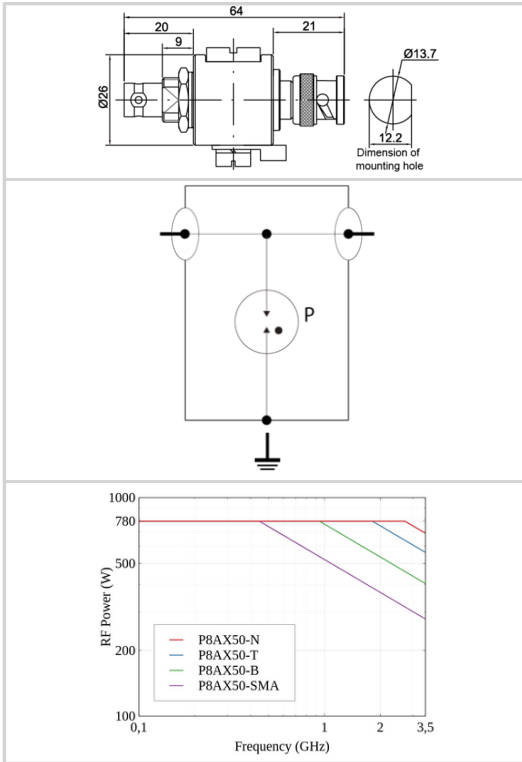 64
20
21
9
Ø26
Ø13.7
12.2
Dimension of
mounting hole
P
1000
780
500
200
100
RF Power (W)
P8AX50-N
P8AX50-T
P8AX50-B
P8AX50-SMA
0,1
1
2
3,5
Frequency (GHz)